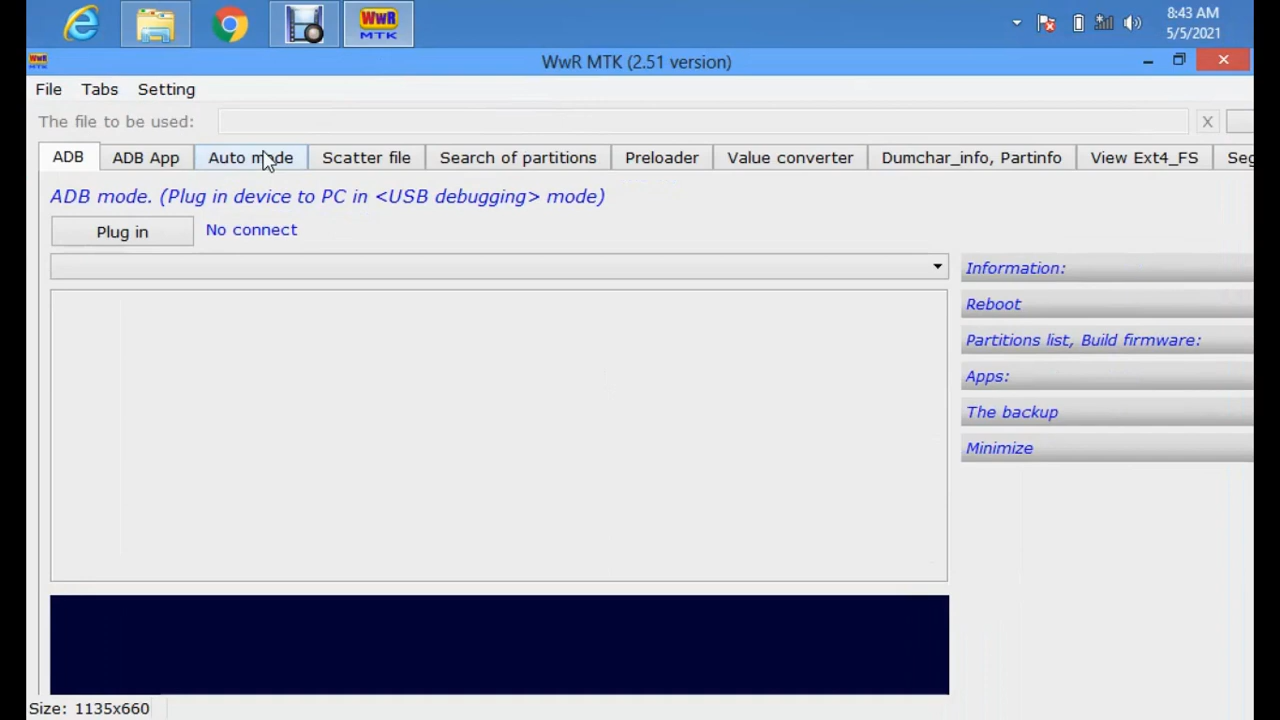 WwR
MTK
8:43 AM
5/5/2021
WwR MTK (2.51 version)
File Tabs Setting
The file to be used: X
ADB ADB App Auto mode Scatter file Search of partitions Preloader Value converter Dumchar_info, Partinfo View Ext4_FS
ADB mode. (Plug in device to PC in <USB debugging> mode)
Plug in No connect
Information:
Reboot
Partitions list, Build firmware:
Apps:
The backup
Minimize
Size: 1135x660